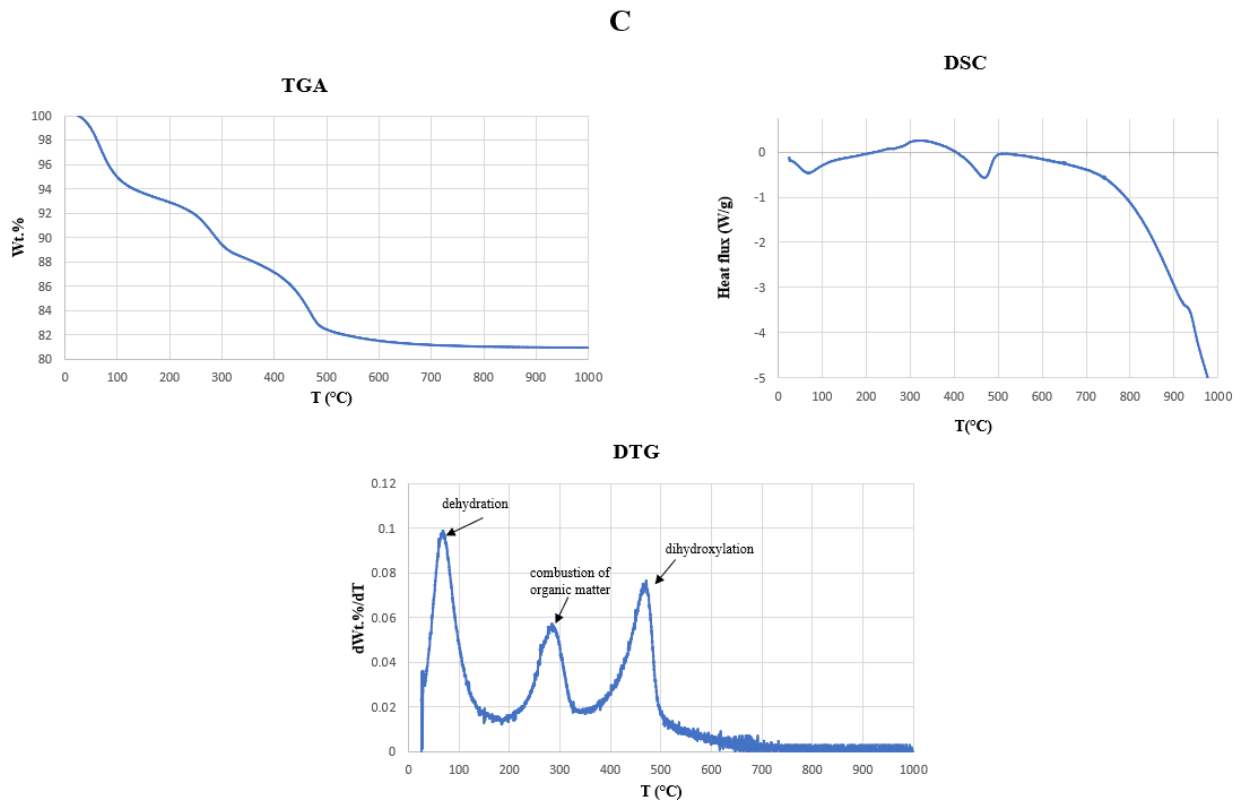 C
TGA
100
98
96
94
92
90
88
86
84
82
80
Wt.%
0 100 200 300 400 500 600 700 800 900 1000
T (°C)
DSC
0
-1
-2
-3
-4
-5
Heat flux (W/g)
0 100 200 300 400 500 600 700 800 900 1000
T(°C)
DTG
0.12
0.1
0.08
0.06
0.04
0.02
0
dWt.%/dT
dehydration
combustion of
organic matter
dihydroxylation
0 100 200 300 400 500 600 700 800 900 1000
T (°C)